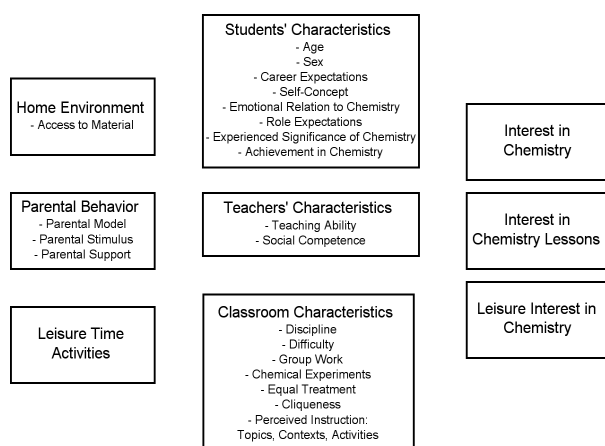 Home Environment
- Access to Material
Parental Behavior
- Parental Model
- Parental Stimulus
- Parental Support
Leisure Time
Activities
Students' Characteristics
- Age
- Sex
- Career Expectations
- Self-Concept
- Emotional Relation to Chemistry
- Role Expectations
- Experienced Significance of Chemistry
- Achievement in Chemistry
Teachers' Characteristics
- Teaching Ability
- Social Competence
Classroom Characteristics
- Discipline
- Difficulty
- Group Work
- Chemical Experiments
- Equal Treatment
- Cliqueness
- Perceived Instruction:
Topics, Contexts, Activities
Interest in
Chemistry
Interest in
Chemistry Lessons
Leisure Interest in
Chemistry